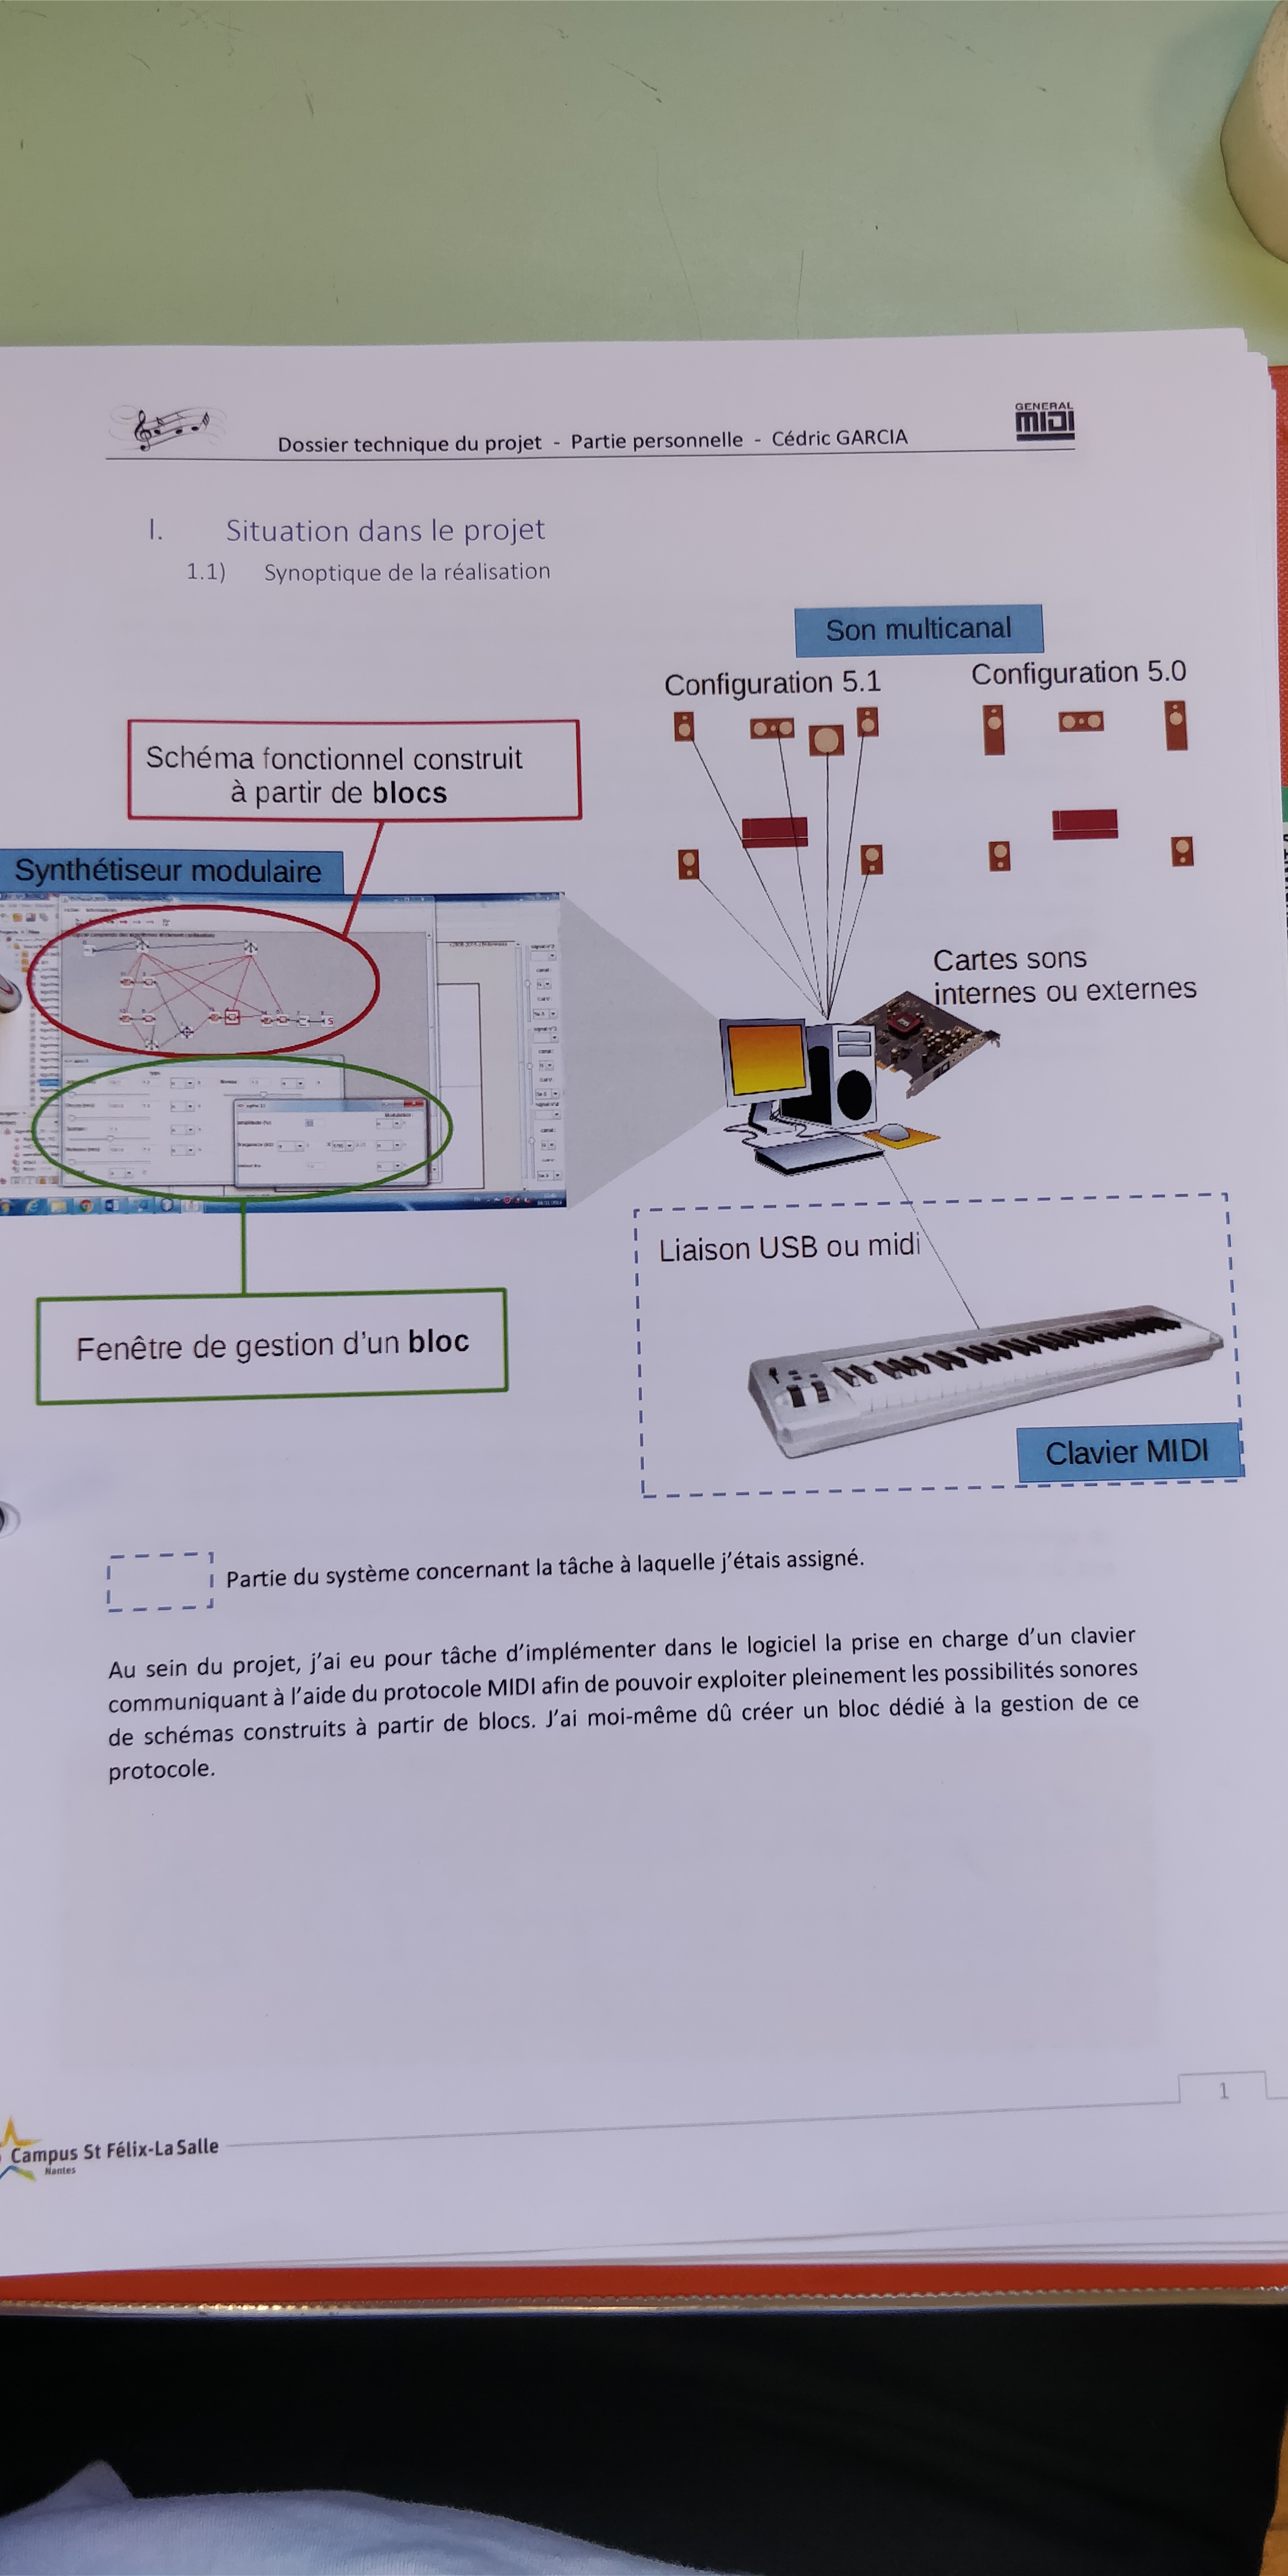 GENERAL
MIDI
Dossier technique du projet - Partie personnelle - Cédric GARCIA
I. Situation dans le projet
1.1) Synoptique de la réalisation
Son multicanal
Configuration 5.1
Configuration 5.0
Schéma fonctionnel construit
à partir de blocs
Synthétiseur modulaire
Cartes sons
internes ou externes
Liaison USB ou midi
Fenêtre de gestion d'un bloc
Clavier MIDI
Partie du système concernant la tâche à laquelle j'étais assigné.
Au sein du projet, j'ai eu pour tâche d'implémenter dans le logiciel la prise en charge d'un clavier
communiquant à l'aide du protocole MIDI afin de pouvoir exploiter pleinement les possibilités sonores
de schémas construits à partir de blocs. J'ai moi-même dû créer un bloc dédié à la gestion de ce
protocole.
1
Campus St Félix-La Salle
Nantes